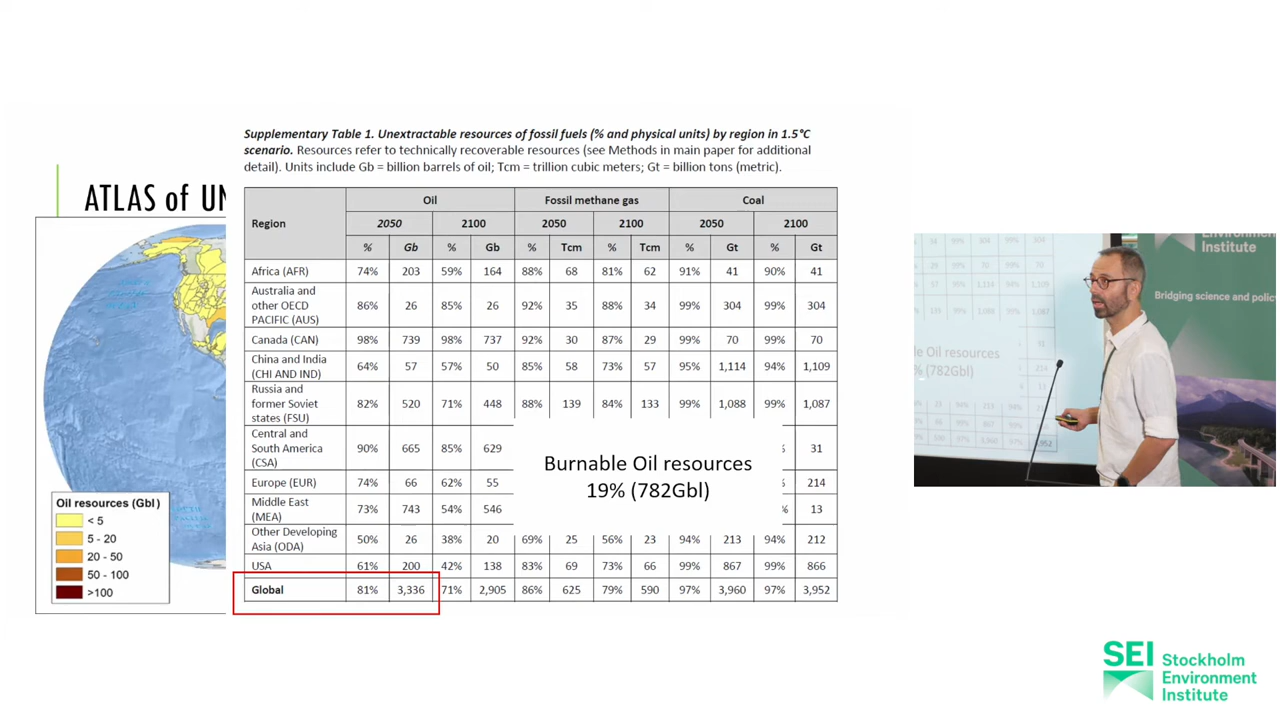 Supplementary Table 1. Unextractable resources of fossil fuels (% and physical units) by region in 1.5°C
scenario. Resources refer to technically recoverable resources (see Methods in main paper for additional
detail). Units include Gb = billion barrels of oil; Tcm = trillion cubic meters; Gt = billion tons (metric).
ATLAS of UN
Region Oil Fossil methane gas Coal
2050 2100 2050 2100 2050 2100
% Gb % Gb % Tcm % Tcm % Gt % Gt
Africa (AFR) 74% 203 59% 164 88% 68 81% 62 91% 41 90% 41
Australia and
other OECD 86% 26 85% 26 92% 35 88% 34 99% 304 99% 304
PACIFIC (AUS)
Canada (CAN) 98% 739 98% 737 92% 30 87% 29 99% 70 99% 70
China and India
(CHI AND IND) 64% 57 57% 50 85% 58 73% 57 95% 1,114 94% 1,109
Russia and
former Soviet 82% 520 71% 448 88% 139 84% 133 99% 1,088 99% 1,087
states (FSU)
Central and
South America 90% 665 85% 629 31
(CSA)
Europe (EUR) 74% 66 62% 55 214
Middle East
(MEA) 73% 743 54% 546 % 13
Other Developing
Asia (ODA) 50% 26 38% 20 69% 25 56% 23 94% 213 94% 212
USA 61% 200 42% 138 83% 69 73% 66 99% 867 99% 866
Global 81% 3,336 71% 2,905 86% 625 79% 590 97% 3,960 97% 3,952
Burnable Oil resources
19% (782Gbl)
Oil resources (Gbl)
< 5
5 - 20
20 - 50
50 - 100
>100
Environment
Institute
Bridging science and policy
Oil resources
(782Gbl)
SEI Stockholm
Environment
Institute